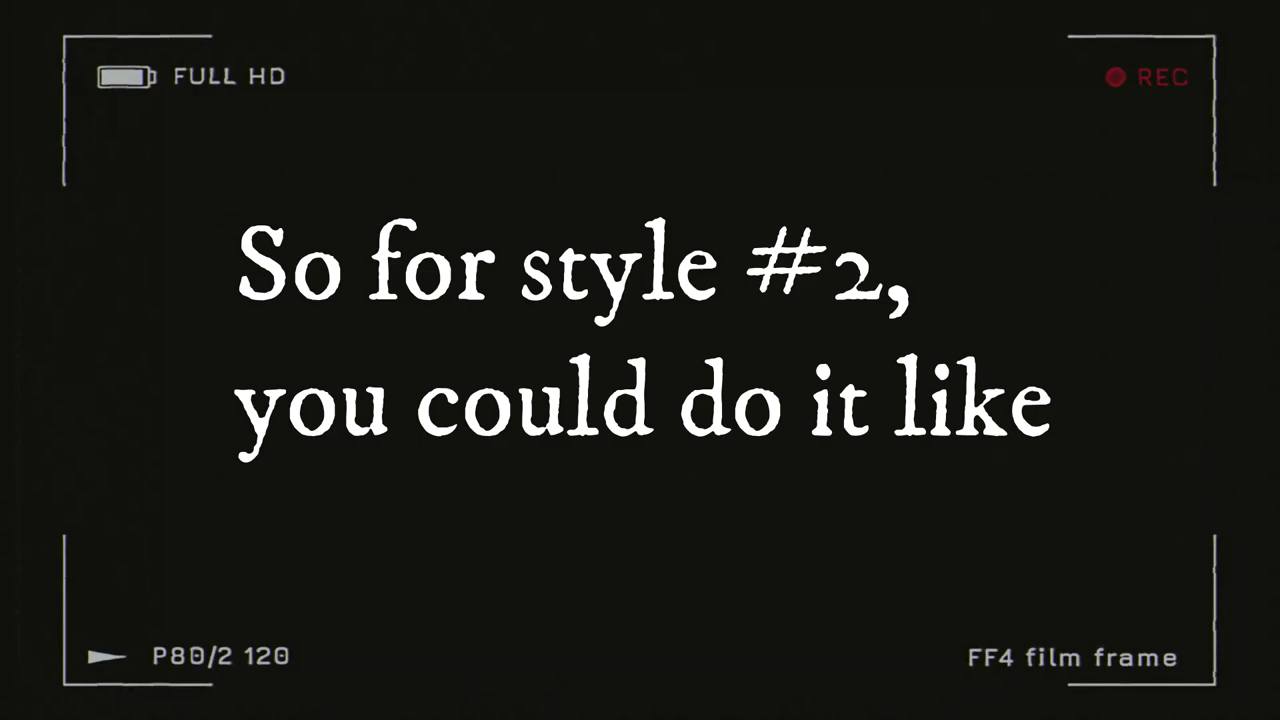 FULL HD
REC
So for style #2,
you could do it like
P80/2 120
FF4 film frame